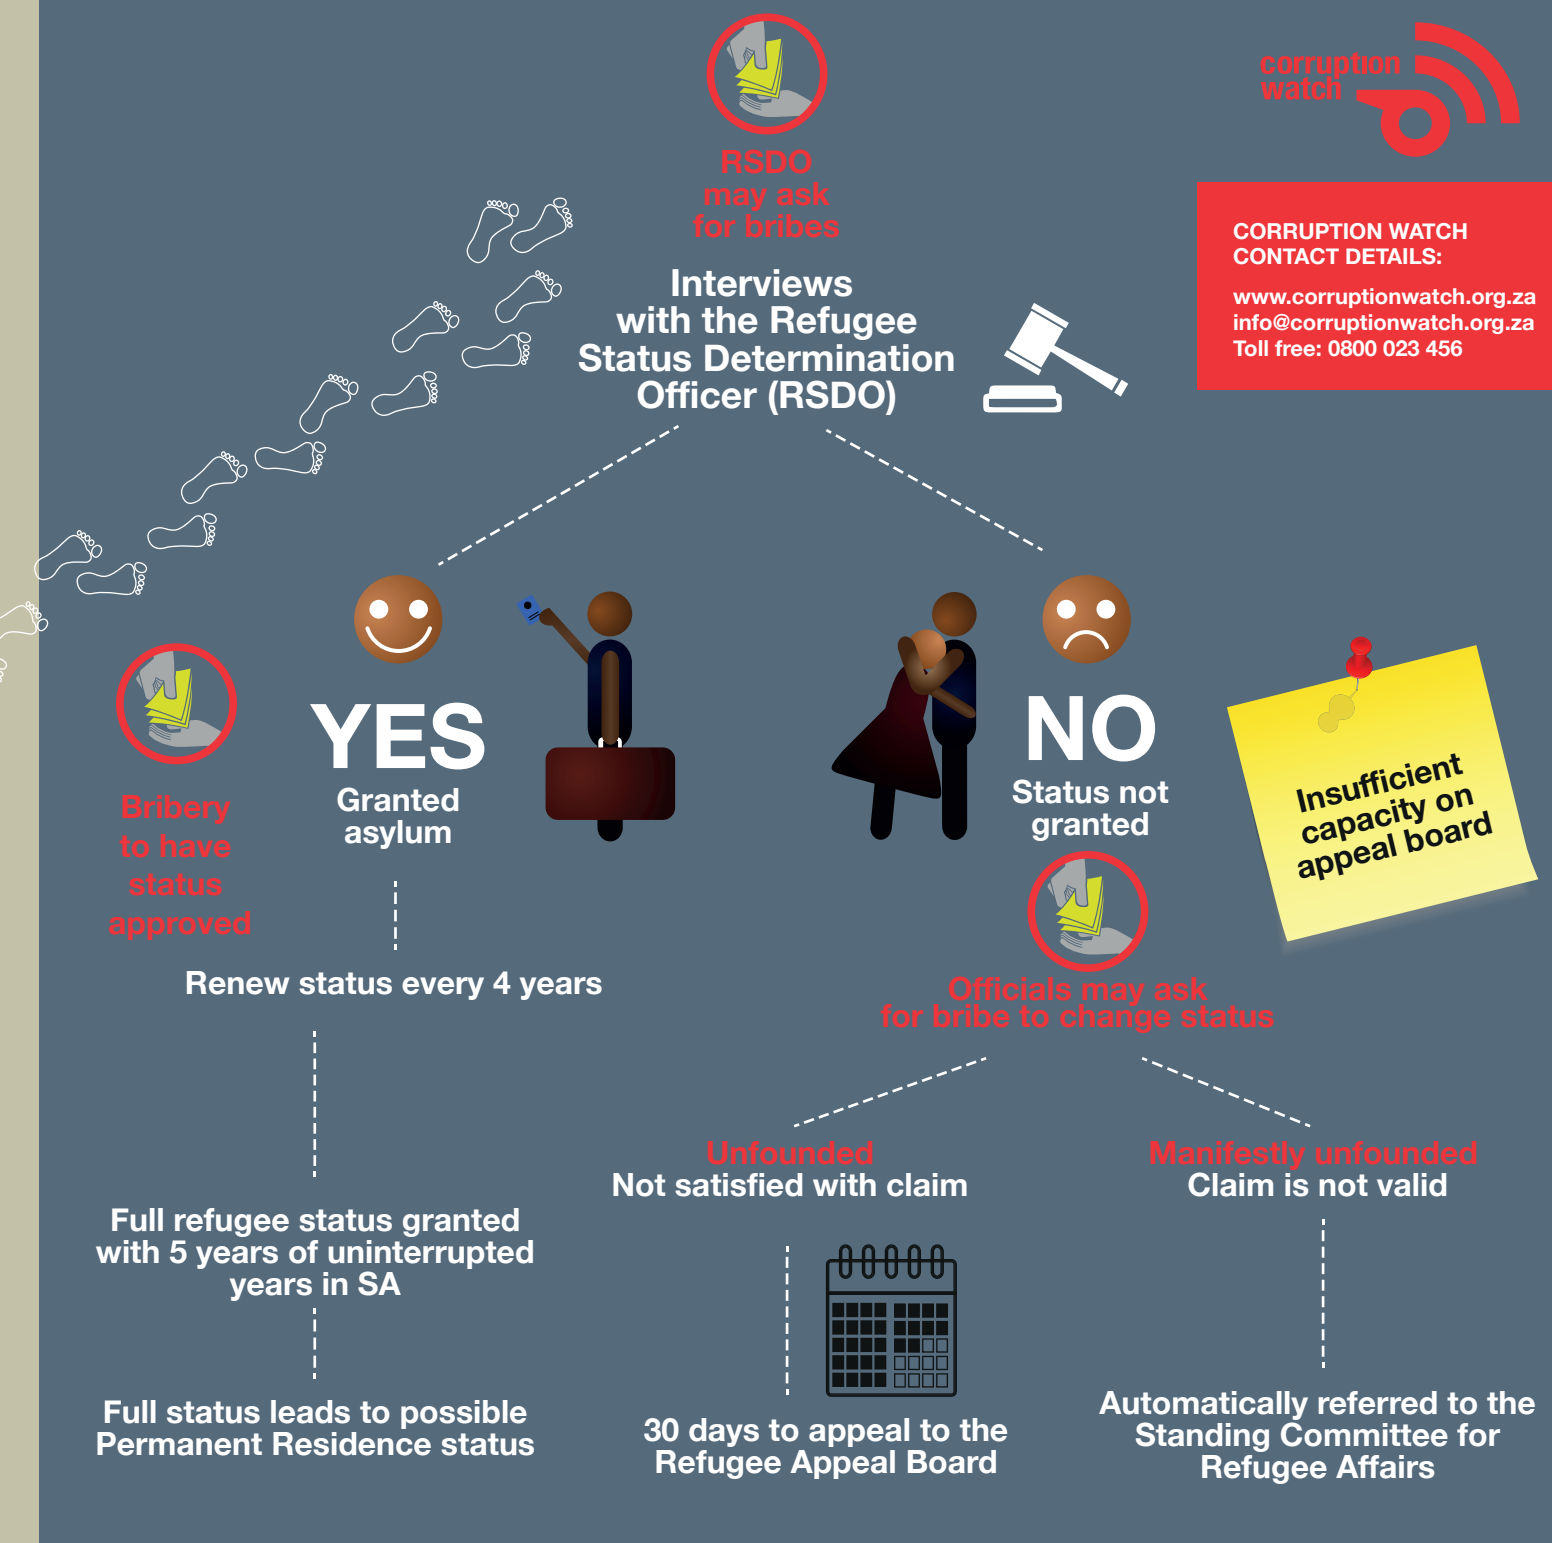 corruption
watch
RSDO
may ask
for bribes
CORRUPTION WATCH
CONTACT DETAILS:
www.corruptionwatch.org.za
info@corruptionwatch.org.za
Toll free: 0800 023 456
Interviews
with the Refugee
Status Determination
Officer (RSDO)
Bribery
to have
status
approved
YES
Granted
asylum
NO
Status not
granted
Insufficient
capacity on
appeal board
Renew status every 4 years
Officials may ask
for bribe to change status
Full refugee status granted
with 5 years of uninterrupted
years in SA
Full status leads to possible
Permanent Residence status
Unfounded
Not satisfied with claim
30 days to appeal to the
Refugee Appeal Board
Manifestly unfounded
Claim is not valid
Automatically referred to the
Standing Committee for
Refugee Affairs